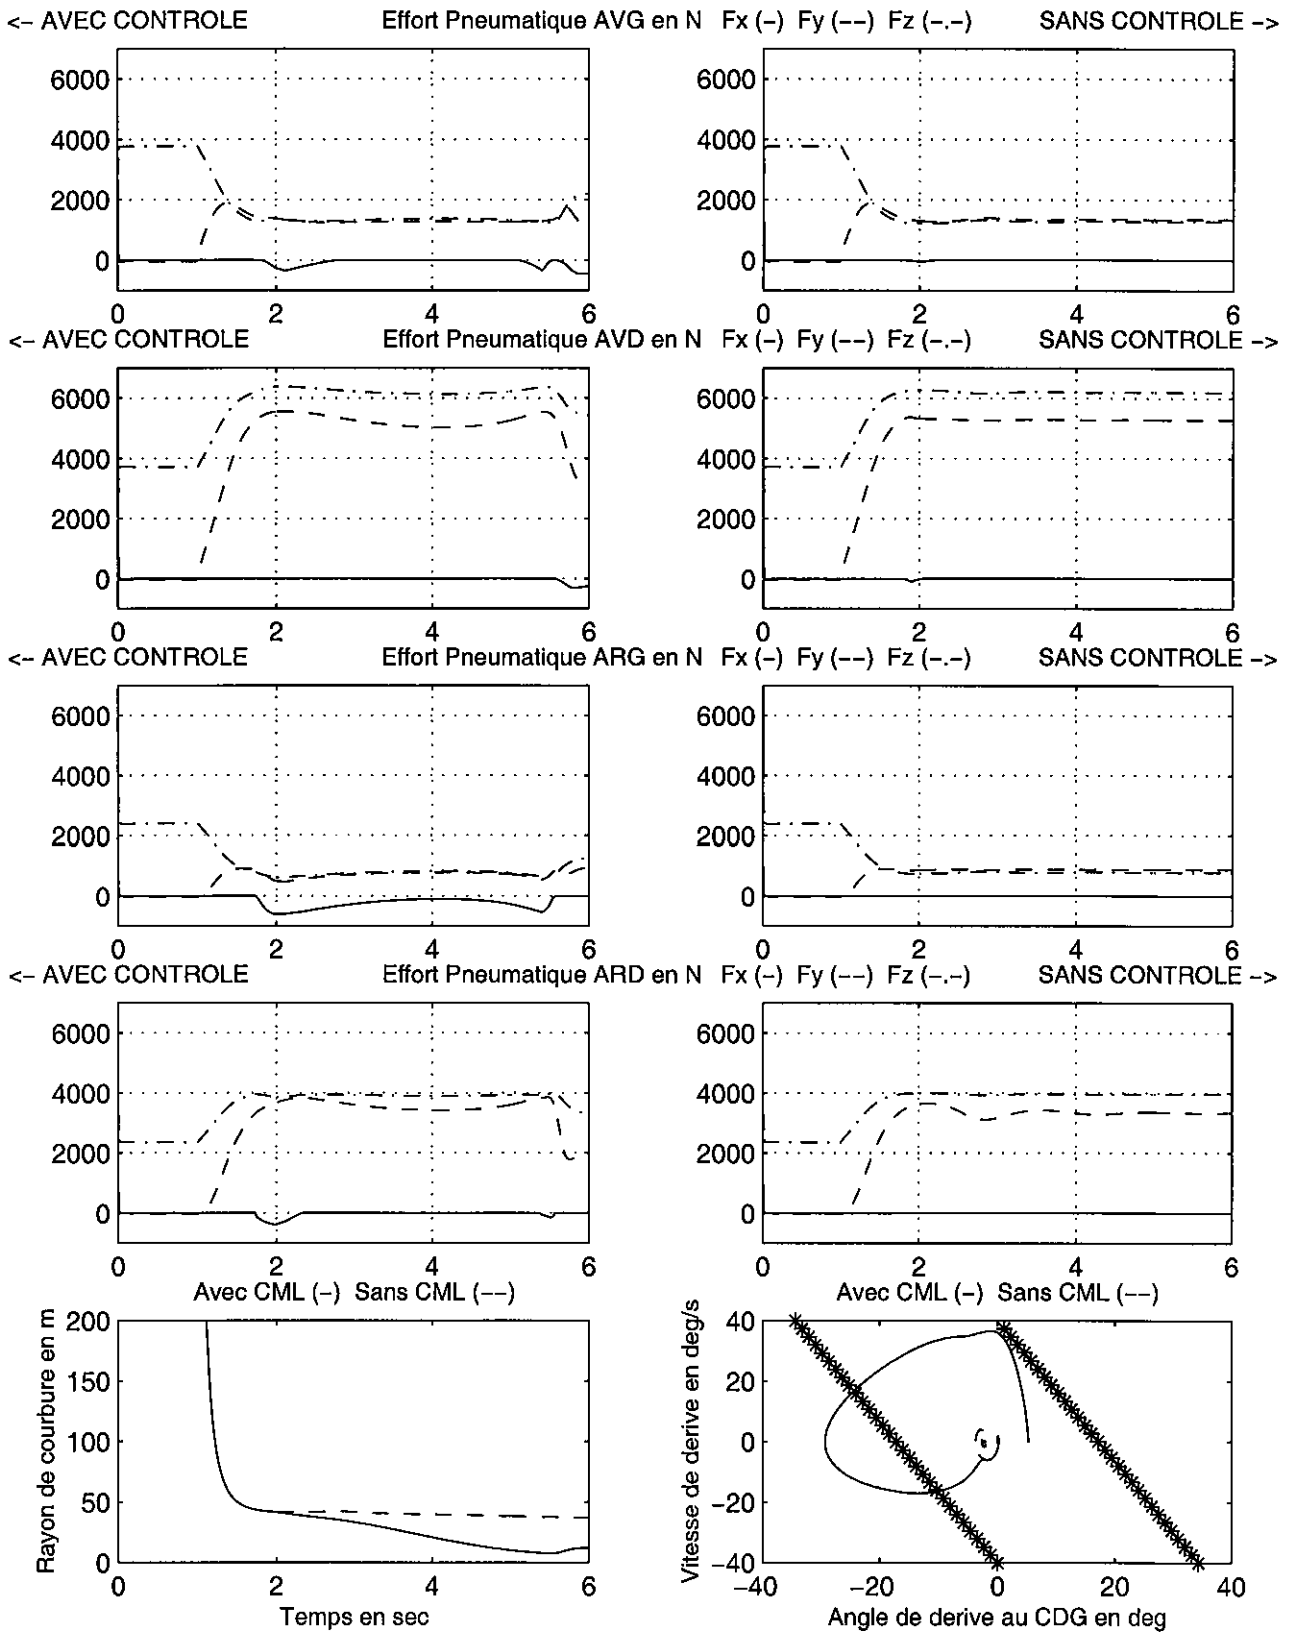 <- AVEC CONTROLE Effort Pneumatique AVG en N Fx (-) Fy (--) Fz (-.-) SANS CONTROLE ->
6000 6000
4000 4000
2000 2000
0 0
0 2 4 6 0 2 4 6
<- AVEC CONTROLE Effort Pneumatique AVD en N Fx (-) Fy (--) Fz (-.-) SANS CONTROLE ->
6000 6000
4000 4000
2000 2000
0 0
0 2 4 6 0 2 4 6
<- AVEC CONTROLE Effort Pneumatique ARG en N Fx (-) Fy (--) Fz (-.-) SANS CONTROLE ->
6000 6000
4000 4000
2000 2000
0 0
0 2 4 6 0 2 4 6
<- AVEC CONTROLE Effort Pneumatique ARD en N Fx (-) Fy (--) Fz (-.-) SANS CONTROLE ->
6000 6000
4000 4000
2000 2000
0 0
0 2 4 6 0 2 4 6
Avec CML (-) Sans CML (--) Avec CML (-) Sans CML (--)
Rayon de courbure en m
200
150
100
50
0
0 2 4 6
Temps en sec
Vitesse de derive en deg/s
40
20
0
-20
-40
-40 -20 0 20 40
Angle de derive au CDG en deg